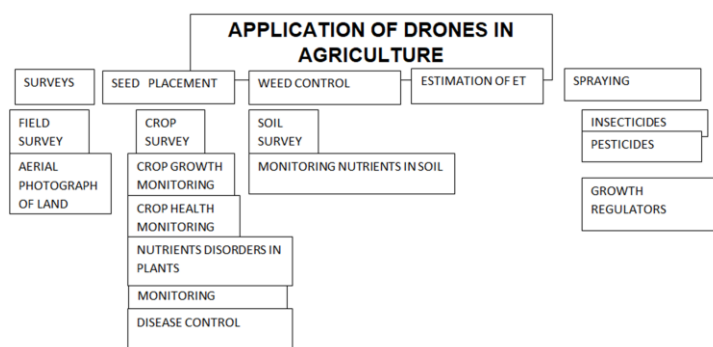 APPLICATION OF DRONES IN
AGRICULTURE
SURVEYS
SEED PLACEMENT
WEED CONTROL
ESTIMATION OF ET
SPRAYING
FIELD
SURVEY
AERIAL
PHOTOGRAPH
OF LAND
CROP
SURVEY
CROP GROWTH
MONITORING
CROP HEALTH
MONITORING
NUTRIENTS DISORDERS IN
PLANTS
MONITORING
DISEASE CONTROL
SOIL
SURVEY
MONITORING NUTRIENTS IN SOIL
INSECTICIDES
PESTICIDES
GROWTH
REGULATORS